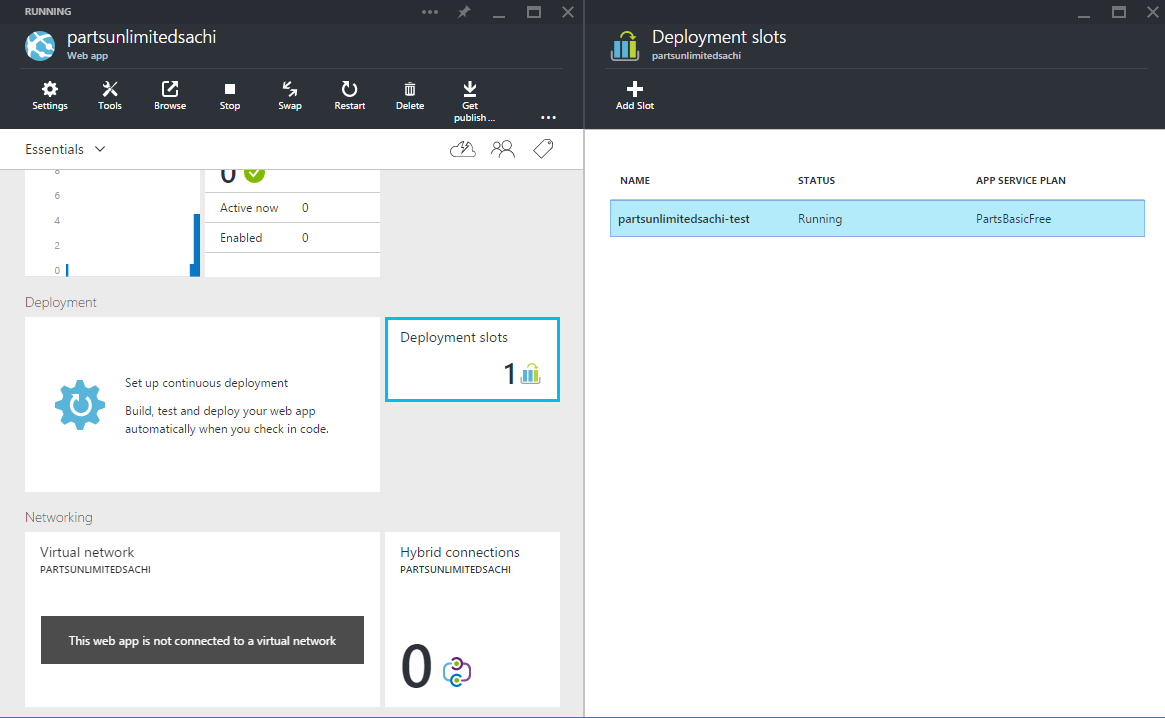 RUNNING
partsunlimitedsachi
Web app
Settings
Tools
Browse
Stop
Swap
Restart
Delete
Get
publish ...
Essentials
8
6
4
2
0
0
Active now 0
Enabled 0
Deployment
Set up continuous deployment
Build, test and deploy your web app
automatically when you check in code.
Deployment slots
1
Networking
Virtual network
PARTSUNLIMITEDSACHI
This web app is not connected to a virtual network
Hybrid connections
PARTSUNLIMITEDSACHI
0
Deployment slots
partsunlimitedsachi
Add Slot
NAME STATUS APP SERVICE PLAN
partsunlimitedsachi-test Running PartsBasicFree